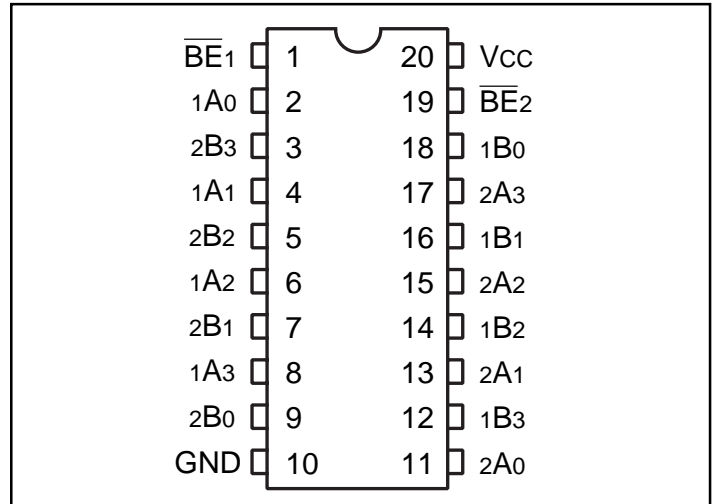 B̅E̅1 1 20 VCC
1A0 2 19 B̅E̅2
2B3 3 18 1B0
1A1 4 17 2A3
2B2 5 16 1B1
1A2 6 15 2A2
2B1 7 14 1B2
1A3 8 13 2A1
2B0 9 12 1B3
GND 10 11 2A0